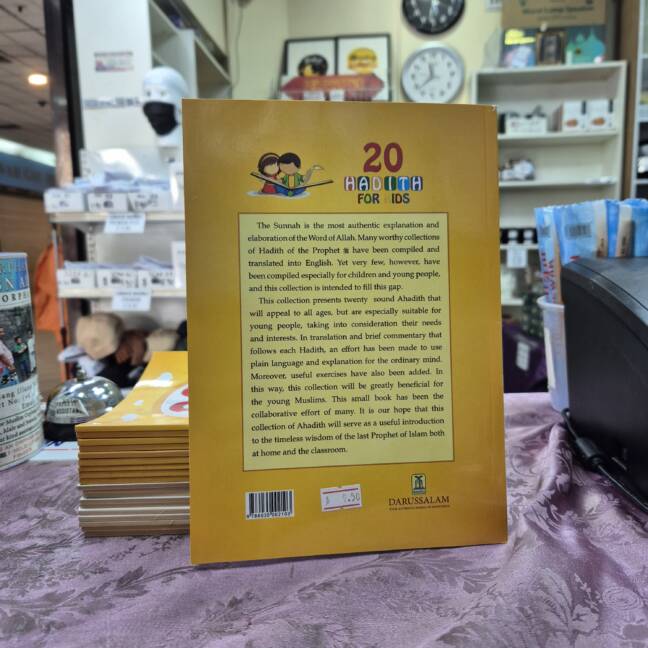 20
HADITH
FOR KIDS
The Sunnah is the most authentic explanation and
elaboration of the Word of Allah. Many worthy collections
of Hadith of the Prophet ﷺ have been compiled and
translated into English. Yet very few, however, have
been compiled especially for children and young people,
and this collection is intended to fill this gap.
This collection presents twenty sound Ahadith that
will appeal to all ages, but are especially suitable for
young people, taking into consideration their needs
and interests. In translation and brief commentary that
follows each Hadith, an effort has been made to use
plain language and explanation for the ordinary mind.
Moreover, useful exercises have also been added. In
this way, this collection will be greatly beneficial for
the young Muslims. This small book has been the
collaborative effort of many. It is our hope that this
collection of Ahadith will serve as a useful introduction
to the timeless wisdom of the last Prophet of Islam both
at home and the classroom.
DARUSSALAM